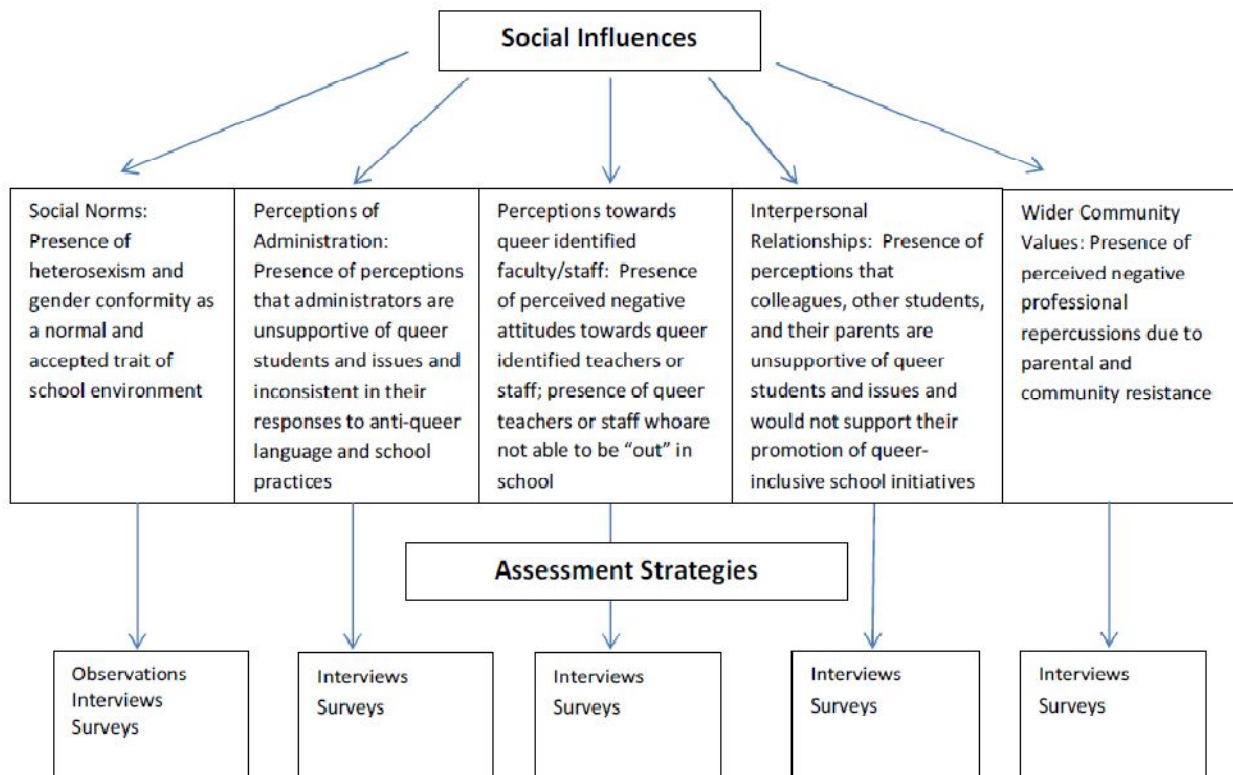 Social Influences
Social Norms:
Presence of
heterosexism and
gender conformity as
a normal and
accepted trait of
school environment
Perceptions of
Administration:
Presence of perceptions
that administrators are
unsupportive of queer
students and issues and
inconsistent in their
responses to anti-queer
language and school
practices
Perceptions towards
queer identified
faculty/staff: Presence
of perceived negative
attitudes towards queer
identified teachers or
staff; presence of queer
teachers or staff whoare
not able to be “out” in
school
Interpersonal
Relationships: Presence of
perceptions that
colleagues, other students,
and their parents are
unsupportive of queer
students and issues and
would not support their
promotion of queer-
inclusive school initiatives
Wider Community
Values: Presence of
perceived negative
professional
repercussions due to
parental and
community resistance
Assessment Strategies
Observations
Interviews
Surveys
Interviews
Surveys
Interviews
Surveys
Interviews
Surveys
Interviews
Surveys